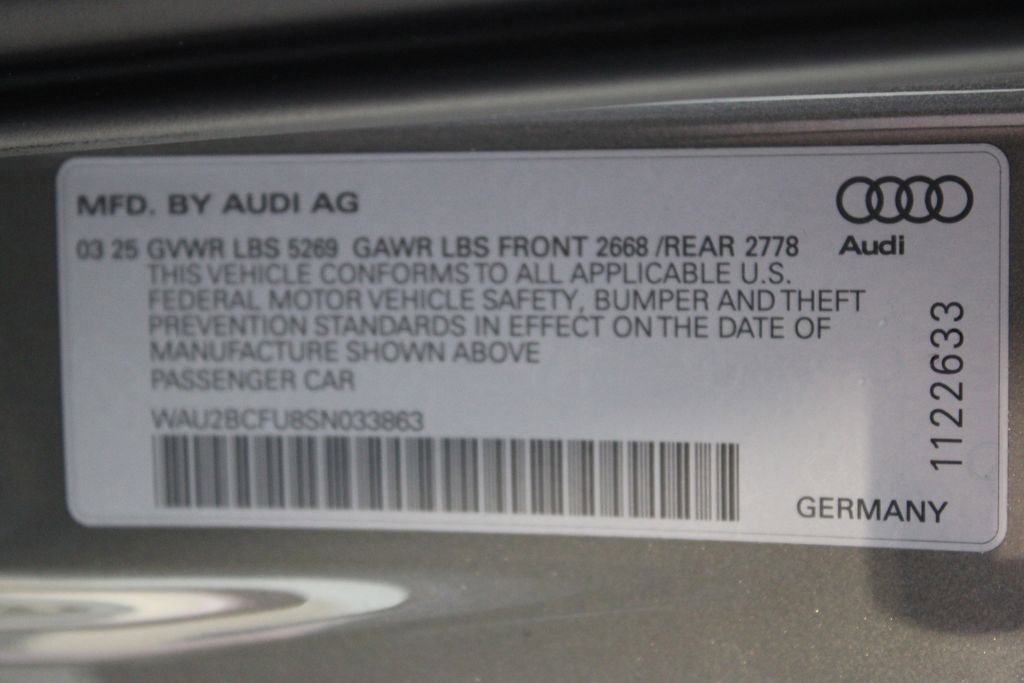 MFD. BY AUDI AG
Audi
03 25 GVWR LBS 5269 GAWR LBS FRONT 2668 /REAR 2778
THIS VEHICLE CONFORMS TO ALL APPLICABLE U.S.
FEDERAL MOTOR VEHICLE SAFETY, BUMPER AND THEFT
PREVENTION STANDARDS IN EFFECT ON THE DATE OF
MANUFACTURE SHOWN ABOVE
PASSENGER CAR
WAU2BCFU8SN033863
GERMANY
1122633